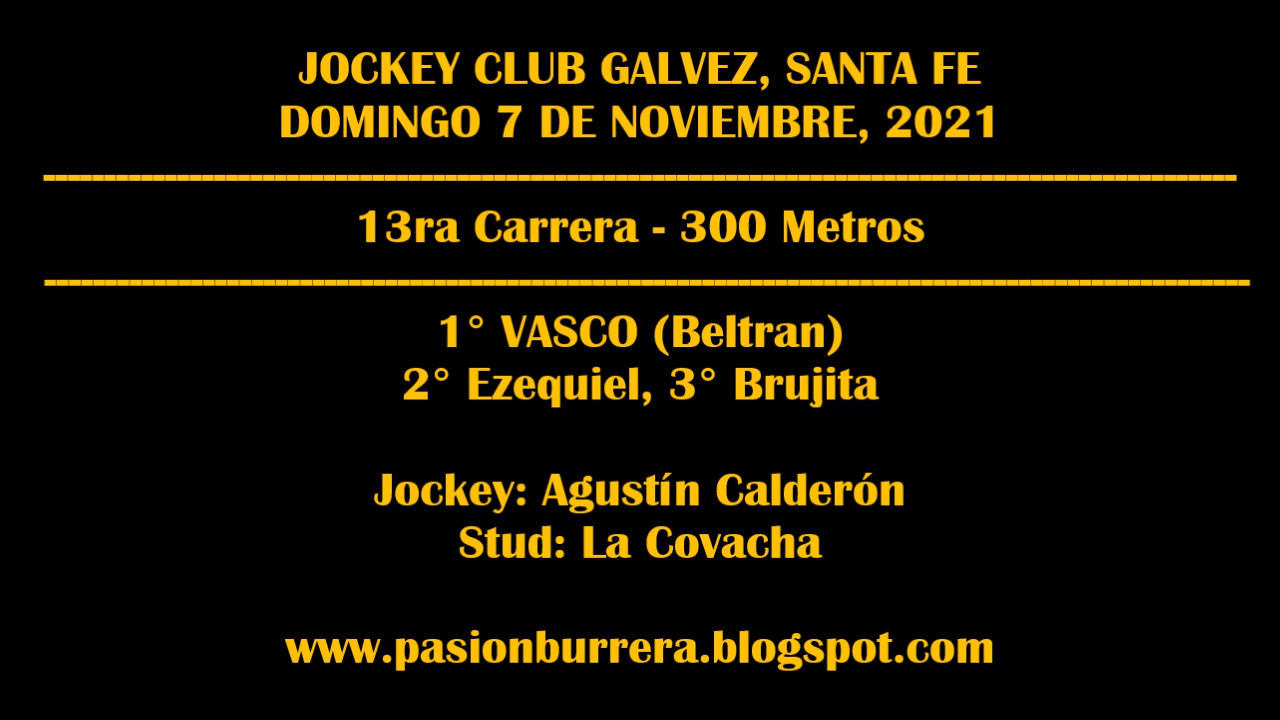 JOCKEY CLUB GALVEZ, SANTA FE
DOMINGO 7 DE NOVIEMBRE, 2021
13ra Carrera - 300 Metros
1° VASCO (Beltran)
2° Ezequiel, 3° Brujita
Jockey: Agustín Calderón
Stud: La Covacha
www.pasionburrera.blogspot.com